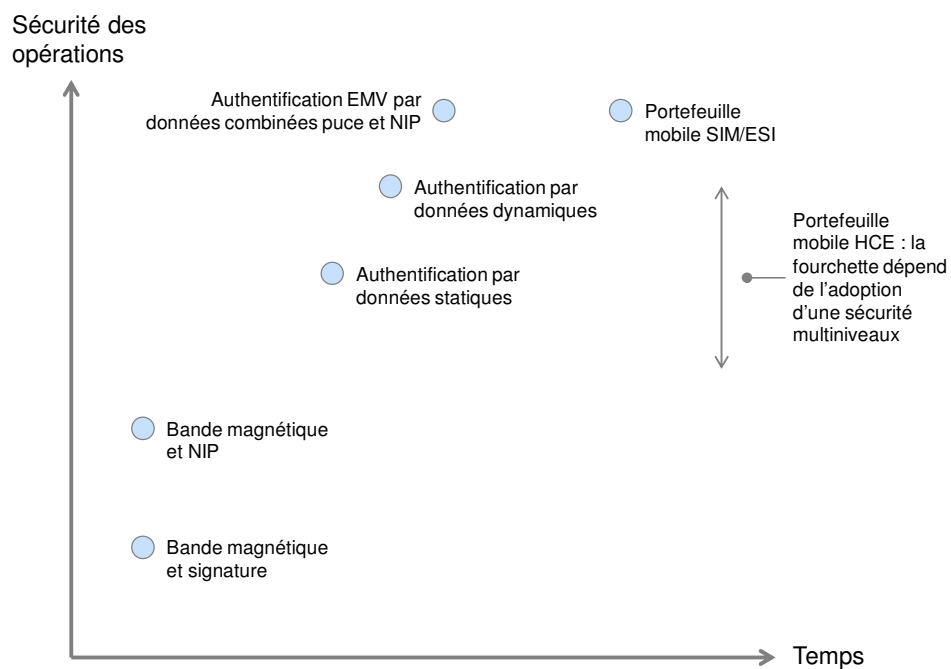 Sécurité des
opérations
Authentification EMV par
données combinées puce et NIP
Portefeuille
mobile SIM/ESI
Authentification par
données dynamiques
Portefeuille
mobile HCE : la
fourchette dépend
de l’adoption
d’une sécurité
multiniveaux
Authentification par
données statiques
Bande magnétique
et NIP
Bande magnétique
et signature
Temps